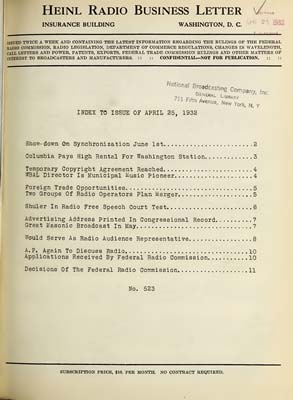 HEINL RADIO BUSINESS LETTER
INSURANCE BUILDING WASHINGTON, D. C.
ISSUED TWICE A WEEK AND CONTAINING THE LATEST INFORMATION REGARDING THE RULINGS OF THE FEDERAL
RADIO COMMISSION, RADIO LEGISLATION, DEPARTMENT OF COMMERCE REGULATIONS, CHANGES IN WAVELENGTH,
CALL LETTERS AND POWER, PATENTS, REPORTS, FEDERAL TRADE COMMISSION RULINGS AND OTHER MATTERS OF
INTEREST TO BROADCASTERS AND MANUFACTURERS. :: :: CONFIDENTIAL—NOT FOR PUBLICATION. :: ::
National Broadcasting Company, Inc.
GENERAL LIBRARY
711 Fifth Avenue, New York, N. Y.
INDEX TO ISSUE OF APRIL 25, 1932
Show-down On Synchronization June 1st....................2
Columbia Pays High Rental For Washington Station.............3
Temporary Copyright Agreement Reached....................4
WBAL Director Is Municipal Music Pioneer....................4
Foreign Trade Opportunities..............................5
Two Groups Of Radio Operators Plan Merger...................5
Shuler In Radio Free Speech Court Test......................6
Advertising Address Printed In Congressional Record..........7
Great Masonic Broadcast In May............................7
Would Serve As Radio Audience Representative................8
A.P. Again To Discuss Radio..............................10
Applications Received By Federal Radio Commission...........10
Decisions Of The Federal Radio Commission..................11
No. 523
SUBSCRIPTION PRICE, $10. PER MONTH. NO CONTRACT REQUIRED.